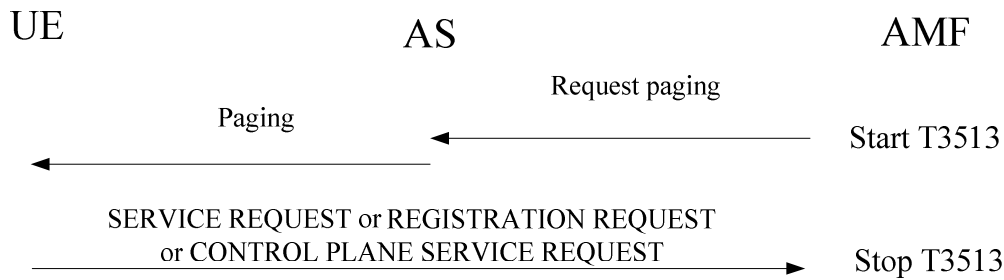 UE
AS
AMF
Request paging
Paging
Start T3513
SERVICE REQUEST or REGISTRATION REQUEST
or CONTROL PLANE SERVICE REQUEST
Stop T3513